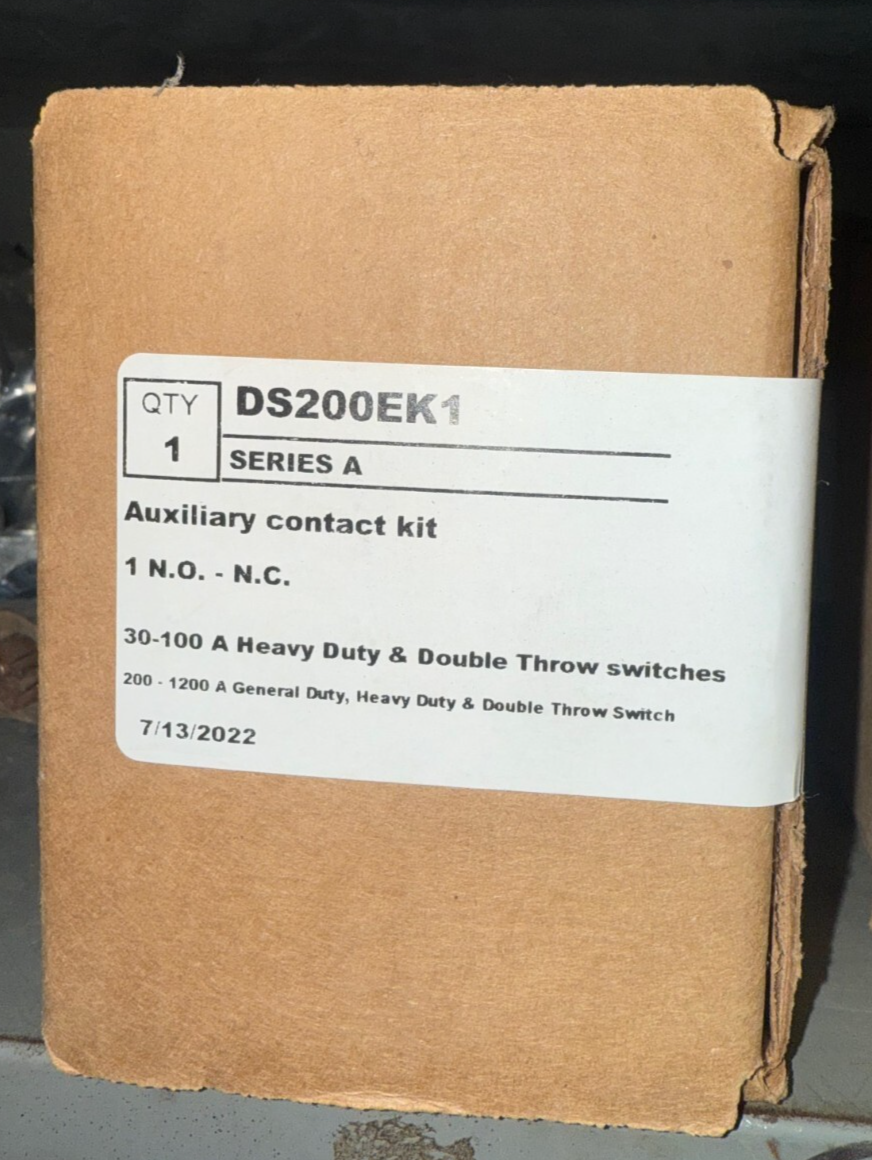 QTY
1
DS200EK1
SERIES A
Auxiliary contact kit
1 N.O. - N.C.
30-100 A Heavy Duty & Double Throw switches
200 - 1200 A General Duty, Heavy Duty & Double Throw Switch
7/13/2022